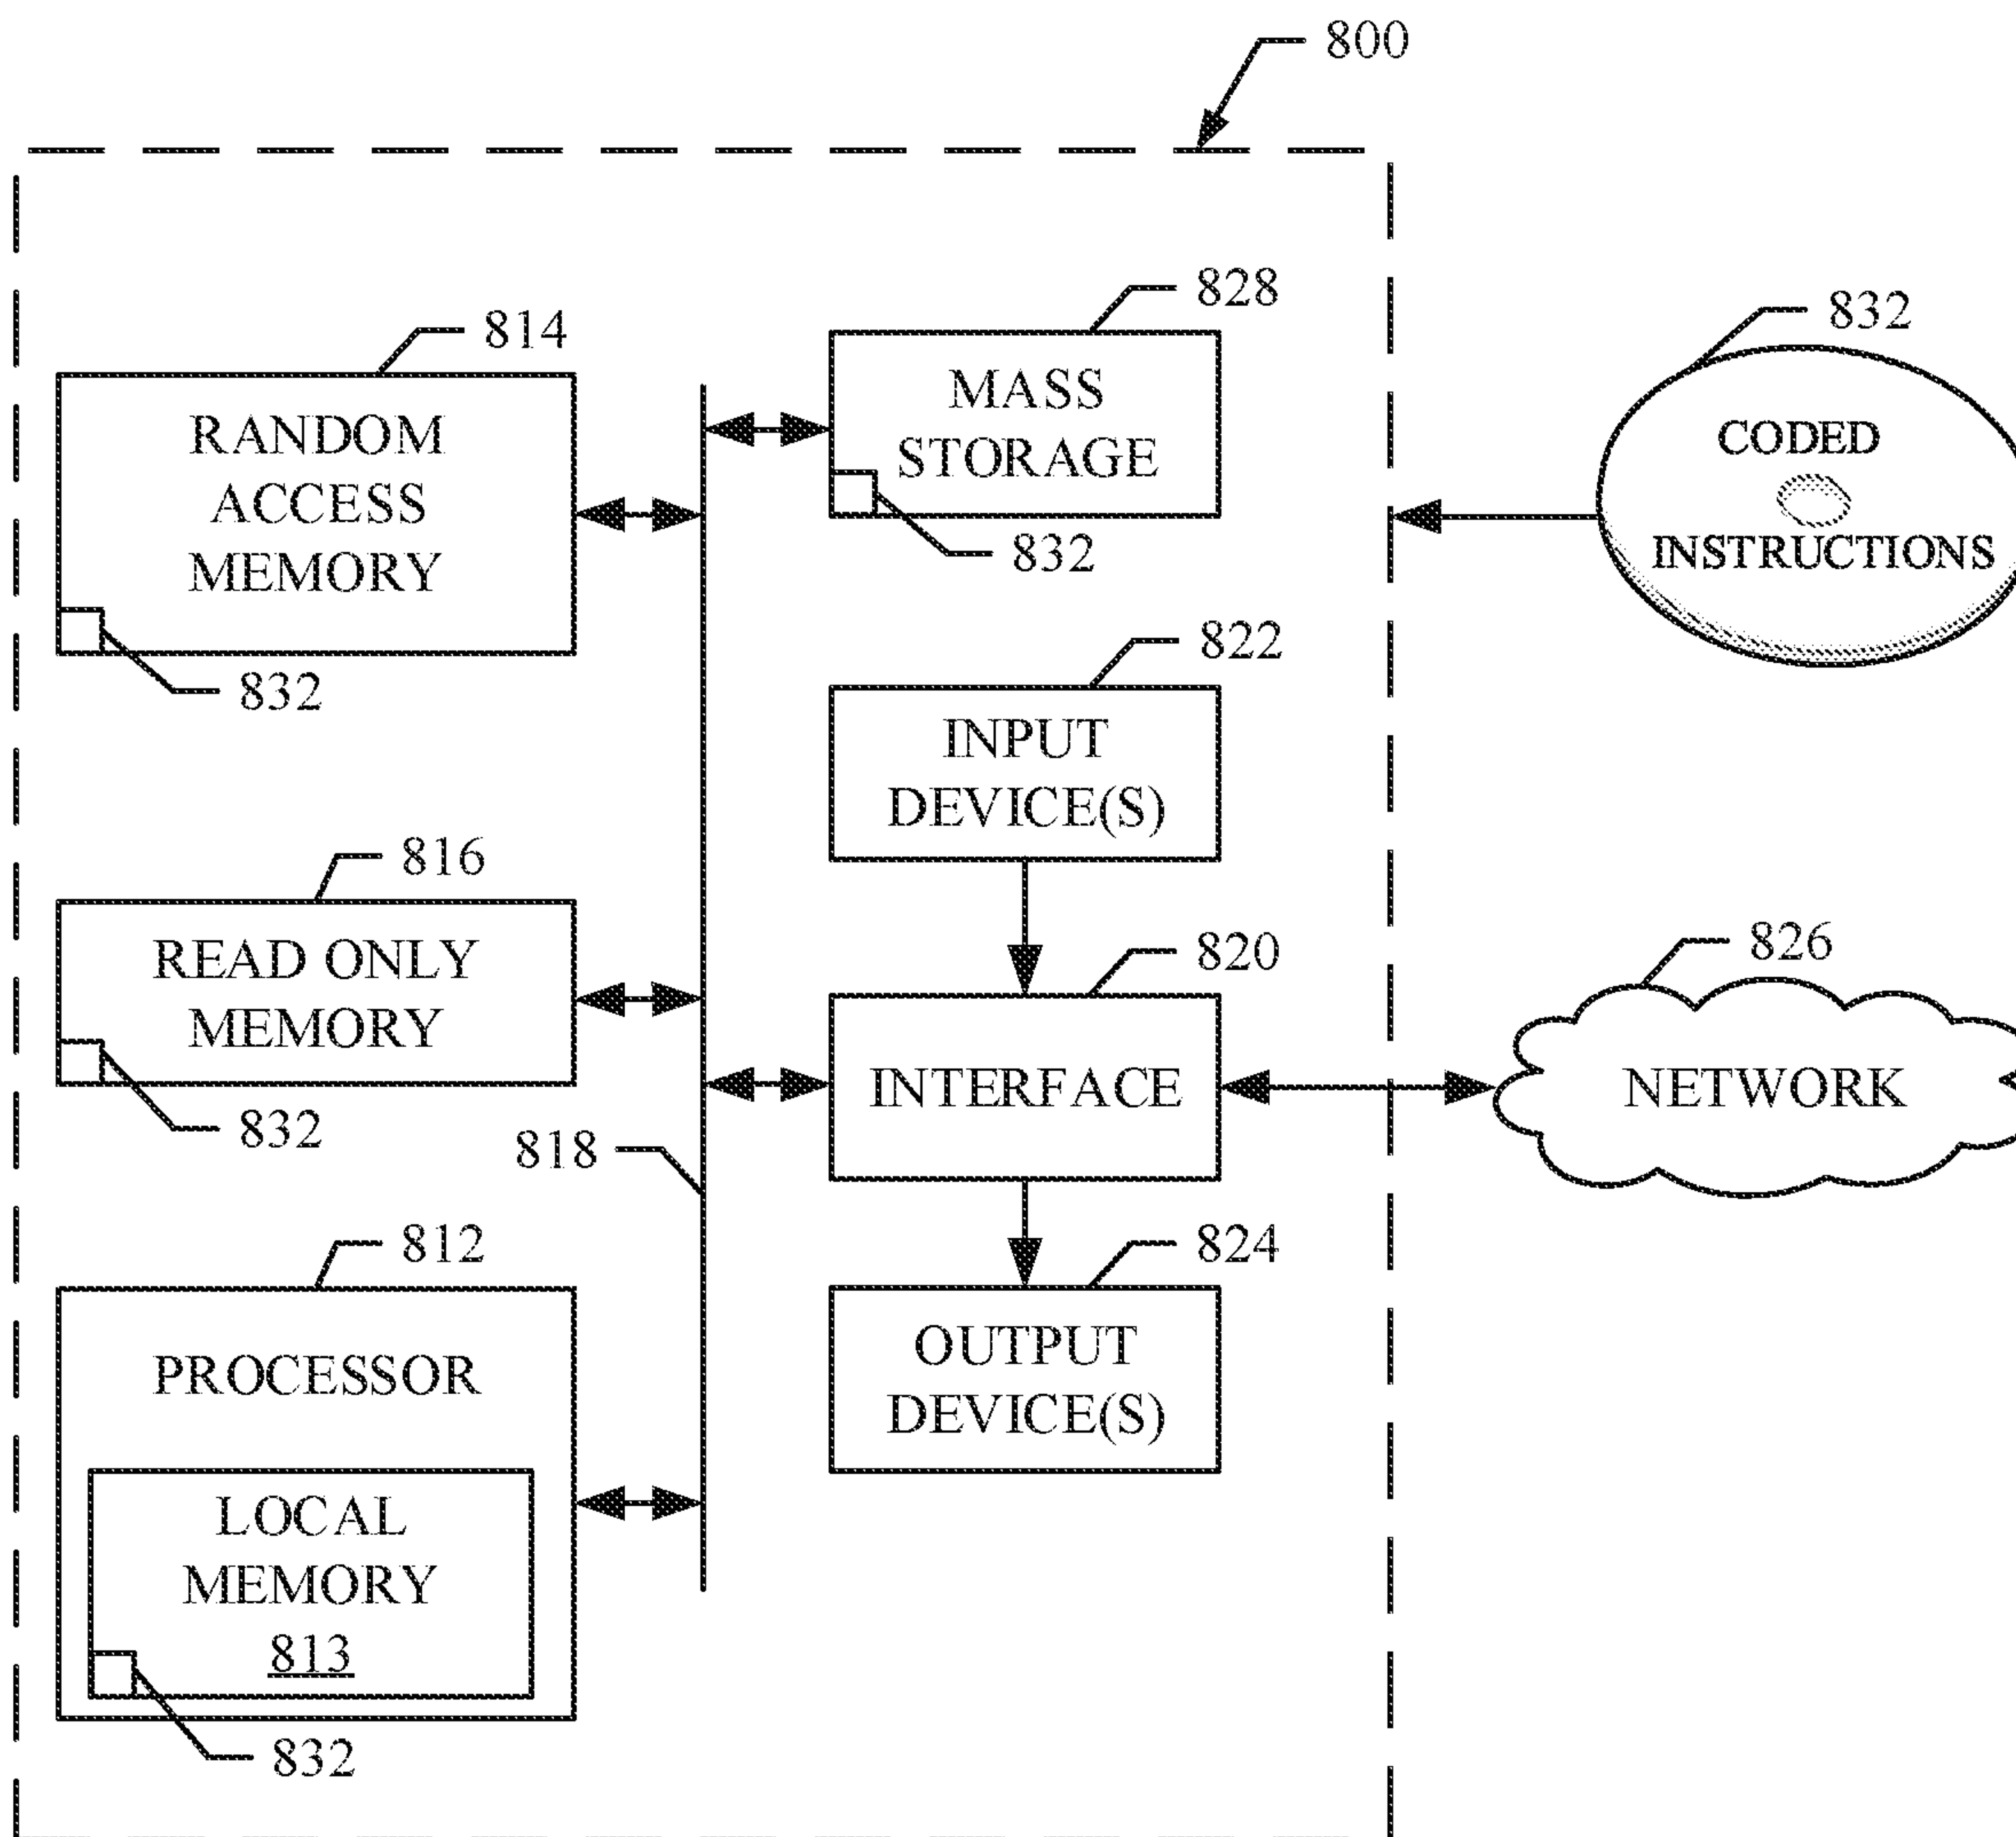 800
828
814
832
MASS
STORAGE
RANDOM
ACCESS
MEMORY
CODED
INSTRUCTIONS
832
832
822
INPUT
DEVICE(S)
816
READ ONLY
MEMORY
820
826
INTERFACE
NETWORK
832
818
812
824
PROCESSOR
OUTPUT
DEVICE(S)
LOCAL
MEMORY
813
832